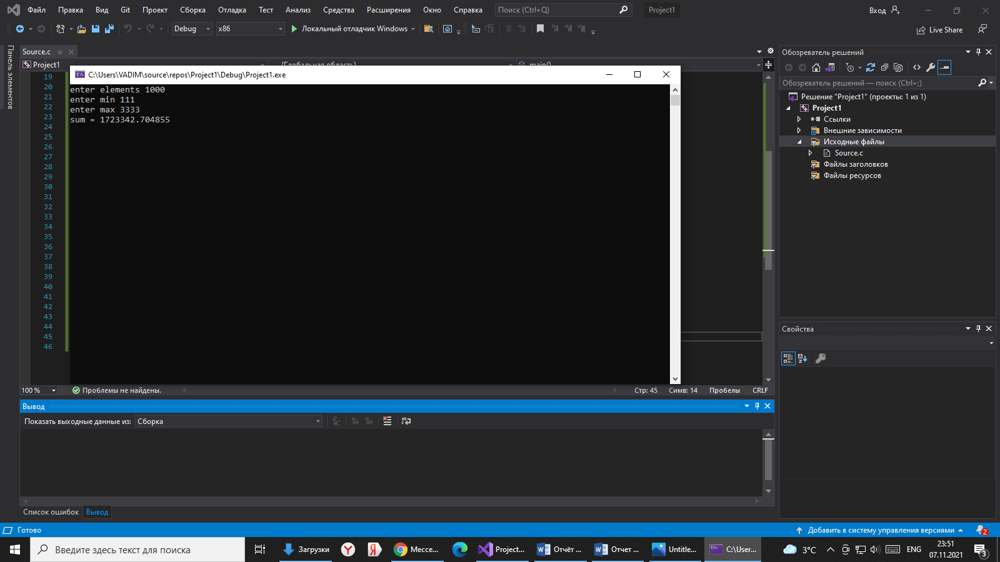 Файл Правка Вид Git Проект Сборка Отладка Тест Анализ Средства Расширения Окно Справка Поиск (Ctrl+Q) Project1 Вход
Debug x86 Локальный отладчик Windows Live Share
Панель элементов
Source.c
Project1 (Глобальная область) main()
C:\Users\VADIM\source\repos\Project1\Debug\Project1.exe
enter elements 1000
enter min 111
enter max 3333
sum = 1723342.704855
19
20
21
22
23
24
25
26
27
28
29
30
31
32
33
34
35
36
37
38
39
40
41
42
43
44
45
46
100 % Проблемы не найдены. Стр: 45 Симв: 14 Пробелы CRLF
Вывод
Показать выходные данные из: Сборка
Список ошибок Вывод
Обозреватель решений
Обозреватель решений — поиск (Ctrl+;)
Решение "Project1" (проекты: 1 из 1)
Project1
Ссылки
Внешние зависимости
Исходные файлы
Source.c
Файлы заголовков
Файлы ресурсов
Свойства
Готово Добавить в систему управления версиями 2
Введите здесь текст для поиска Загрузки Мессе... Project... Отчёт ... Отчет ... Untitle... C:\User... 3°C ENG 23:51
07.11.2021 3